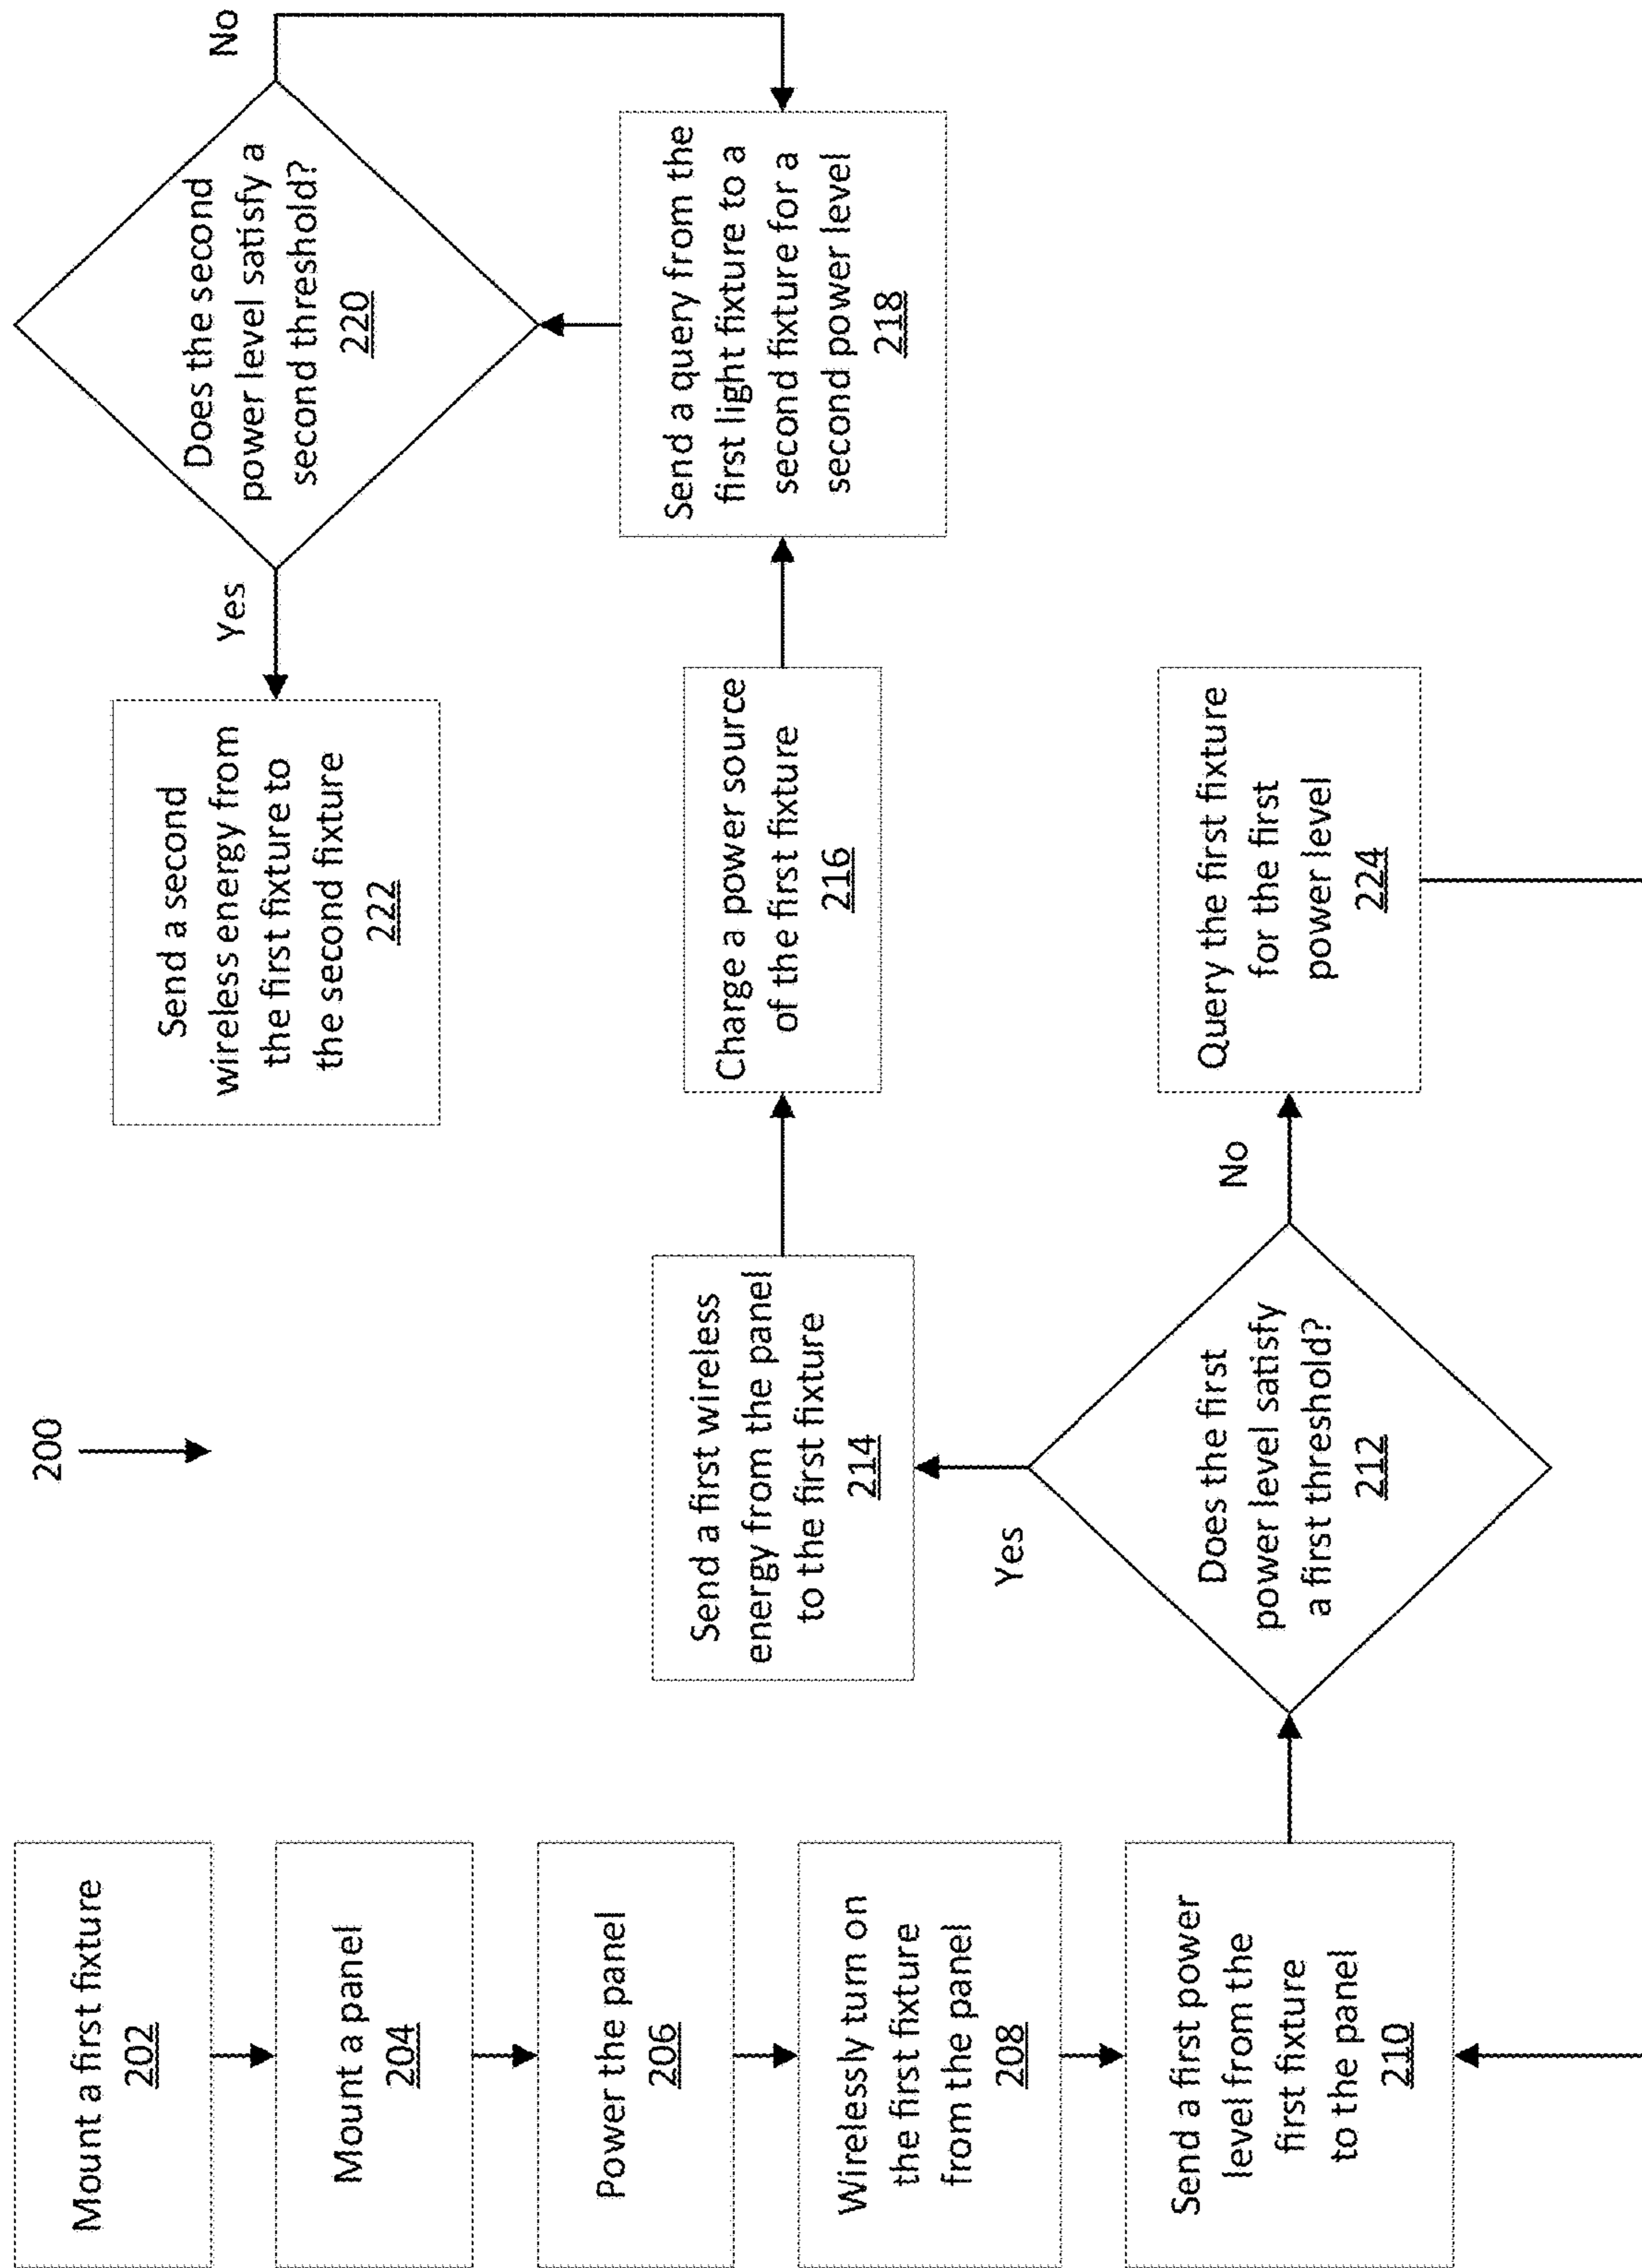 200
Mount a first fixture
202
Mount a panel
204
Power the panel
206
Wirelessly turn on
the first fixture
from the panel
208
Send a first power
level from the
first fixture
to the panel
210
Does the first
power level satisfy
a first threshold?
212
Yes
No
Send a first wireless
energy from the panel
to the first fixture
214
Charge a power source
of the first fixture
216
Send a query from the
first light fixture to a
second fixture for a
second power level
218
Does the second
power level satisfy a
second threshold?
220
Yes
No
Send a second
wireless energy from
the first fixture to
the second fixture
222
Query the first fixture
for the first
power level
224